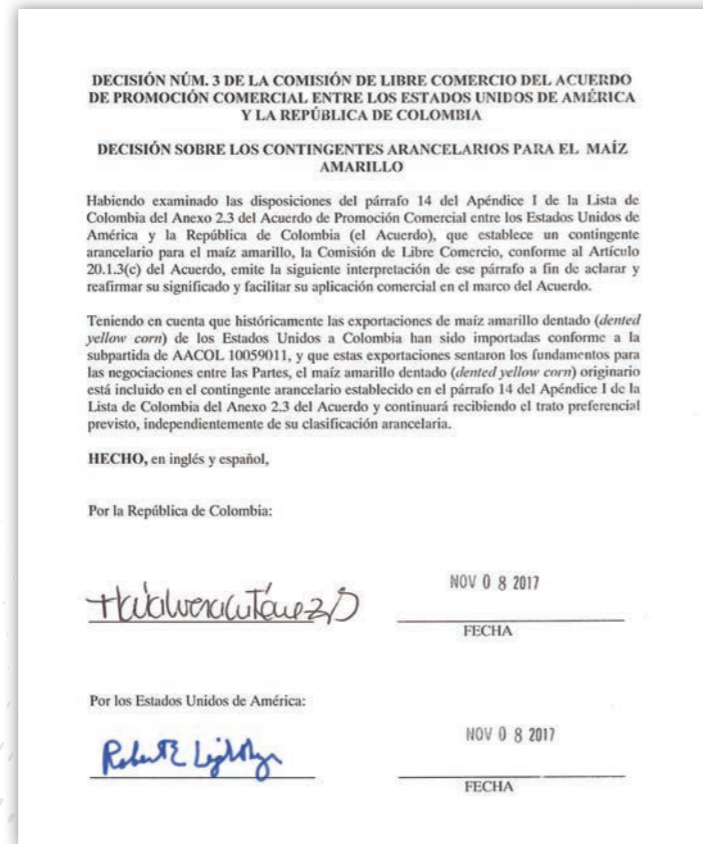 DECISIÓN NÚM. 3 DE LA COMISIÓN DE LIBRE COMERCIO DEL ACUERDO
DE PROMOCIÓN COMERCIAL ENTRE LOS ESTADOS UNIDOS DE AMÉRICA
Y LA REPÚBLICA DE COLOMBIA
DECISIÓN SOBRE LOS CONTINGENTES ARANCELARIOS PARA EL MAÍZ
AMARILLO
Habiendo examinado las disposiciones del párrafo 14 del Apéndice I de la Lista de
Colombia del Anexo 2.3 del Acuerdo de Promoción Comercial entre los Estados Unidos de
América y la República de Colombia (el Acuerdo), que establece un contingente
arancelario para el maíz amarillo, la Comisión de Libre Comercio, conforme al Artículo
20.1.3(c) del Acuerdo, emite la siguiente interpretación de ese párrafo a fin de aclarar y
reafirmar su significado y facilitar su aplicación comercial en el marco del Acuerdo.
Teniendo en cuenta que históricamente las exportaciones de maíz amarillo dentado (dented
yellow corn) de los Estados Unidos a Colombia han sido importadas conforme a la
subpartida de AACOL 10059011, y que estas exportaciones sentaron los fundamentos para
las negociaciones entre las Partes, el maíz amarillo dentado (dented yellow corn) originario
está incluido en el contingente arancelario establecido en el párrafo 14 del Apéndice I de la
Lista de Colombia del Anexo 2.3 del Acuerdo y continuará recibiendo el trato preferencial
previsto, independientemente de su clasificación arancelaria.
HECHO, en inglés y español,
Por la República de Colombia:
NOV 0 8 2017
FECHA
Por los Estados Unidos de América:
NOV 0 8 2017
FECHA